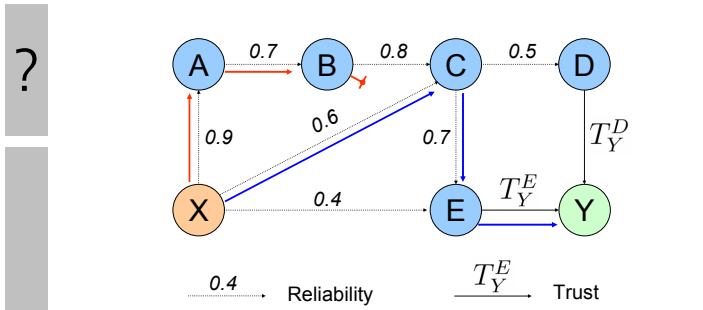 ?
A 0.7 B 0.8 C 0.5 D
0.9 0.6 0.7 T_Y^D
X 0.4 E T_Y^E Y
0.4 Reliability T_Y^E Trust